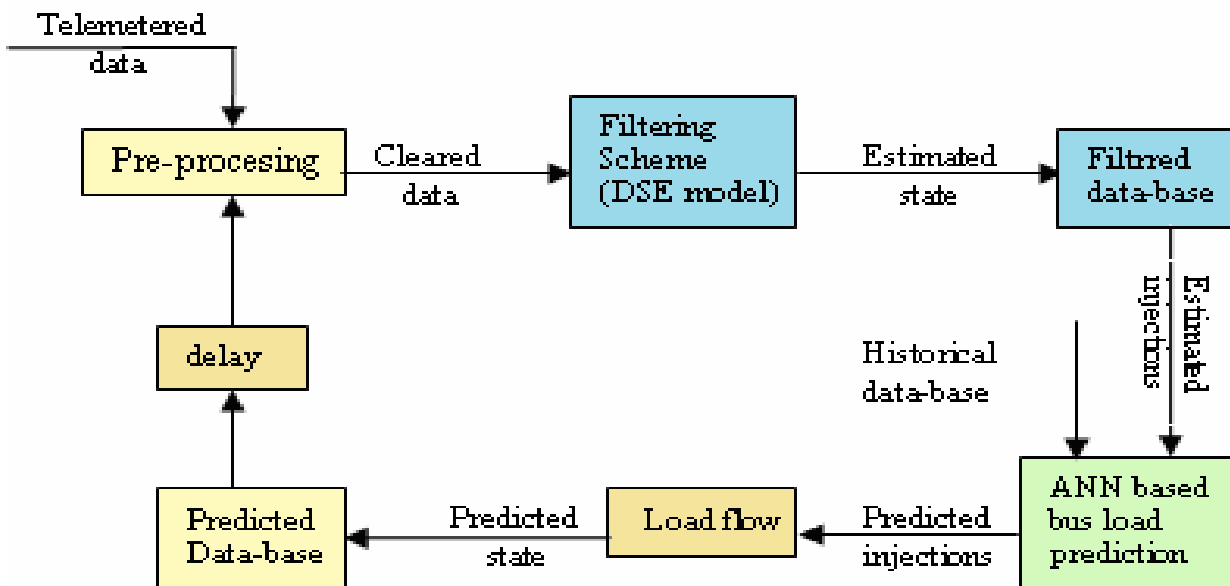 Telemetered
data
Pre-procesing
Cleared
data
Filtering
Scheme
(DSE model)
Estimated
state
Filtrred
data-base
Estimated
injections
delay
Historical
data-base
ANN based
bus load
prediction
Predicted
injections
Load flow
Predicted
state
Predicted
Data-base